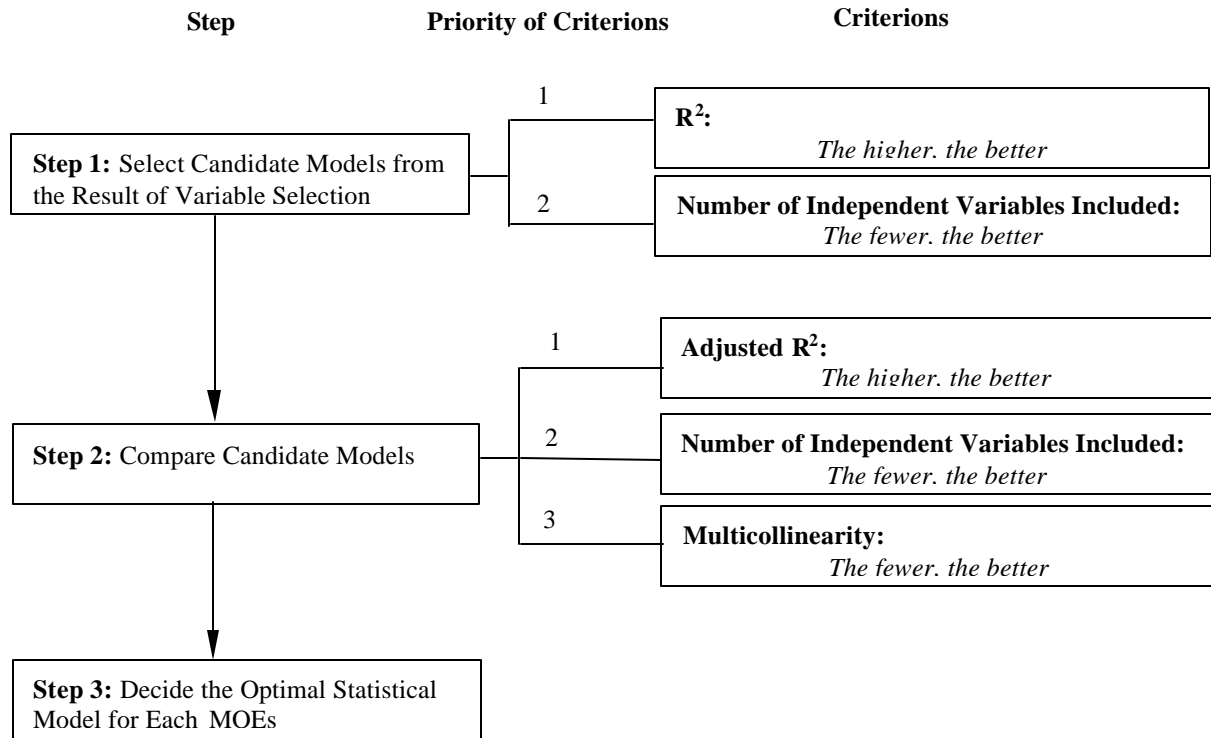 Step Priority of Criterions Criterions
1
R²:
The higher, the better
Step 1: Select Candidate Models from
the Result of Variable Selection
2
Number of Independent Variables Included:
The fewer, the better
1
Adjusted R²:
The higher, the better
Step 2: Compare Candidate Models
2
Number of Independent Variables Included:
The fewer, the better
3
Multicollinearity:
The fewer, the better
Step 3: Decide the Optimal Statistical
Model for Each MOEs